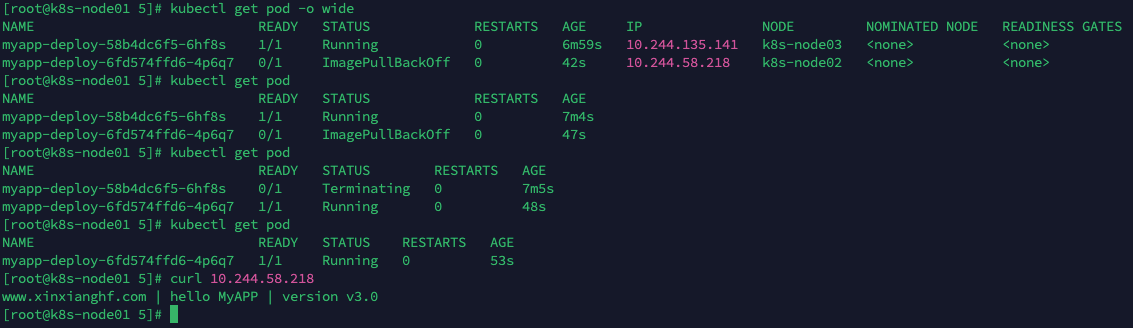 [root@k8s-node01 5]# kubectl get pod -o wide
NAME READY STATUS RESTARTS AGE IP NODE NOMINATED NODE READINESS GATES
myapp-deploy-58b4dc6f5-6hf8s 1/1 Running 0 6m59s 10.244.135.141 k8s-node03 <none> <none>
myapp-deploy-6fd574ffd6-4p6q7 0/1 ImagePullBackOff 0 42s 10.244.58.218 k8s-node02 <none> <none>
[root@k8s-node01 5]# kubectl get pod
NAME READY STATUS RESTARTS AGE
myapp-deploy-58b4dc6f5-6hf8s 1/1 Running 0 7m4s
myapp-deploy-6fd574ffd6-4p6q7 0/1 ImagePullBackOff 0 47s
[root@k8s-node01 5]# kubectl get pod
NAME READY STATUS RESTARTS AGE
myapp-deploy-58b4dc6f5-6hf8s 0/1 Terminating 0 7m5s
myapp-deploy-6fd574ffd6-4p6q7 1/1 Running 0 48s
[root@k8s-node01 5]# kubectl get pod
NAME READY STATUS RESTARTS AGE
myapp-deploy-6fd574ffd6-4p6q7 1/1 Running 0 53s
[root@k8s-node01 5]# curl 10.244.58.218
www.xinxianghf.com | hello MyAPP | version v3.0
[root@k8s-node01 5]#